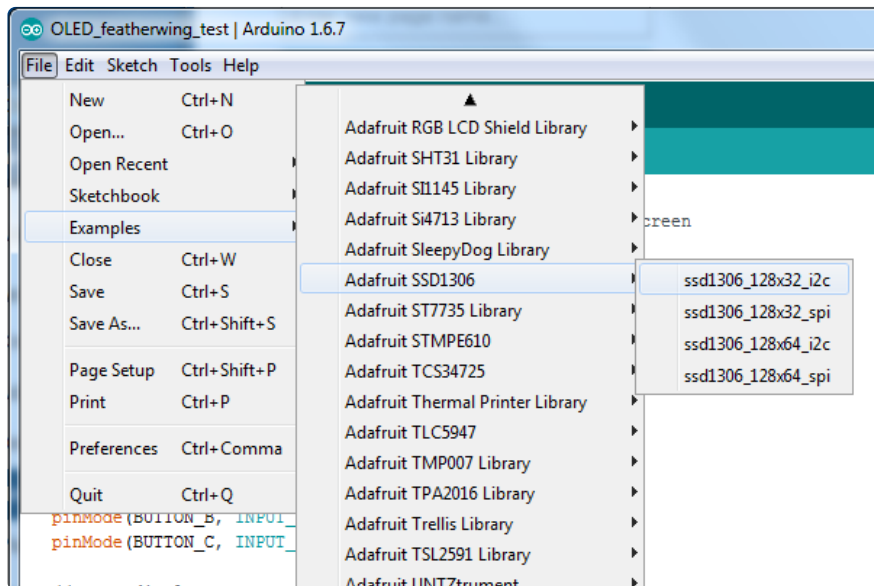 OLED_featherwing_test | Arduino 1.6.7
File Edit Sketch Tools Help
New Ctrl+N
Open... Ctrl+O
Open Recent
Sketchbook
Examples
Close Ctrl+W
Save Ctrl+S
Save As... Ctrl+Shift+S
Page Setup Ctrl+Shift+P
Print Ctrl+P
Preferences Ctrl+Comma
Quit Ctrl+Q
Adafruit RGB LCD Shield Library
Adafruit SHT31 Library
Adafruit SI1145 Library
Adafruit Si4713 Library
Adafruit SleepyDog Library
Adafruit SSD1306
Adafruit ST7735 Library
Adafruit STMPE610
Adafruit TCS34725
Adafruit Thermal Printer Library
Adafruit TLC5947
Adafruit TMP007 Library
Adafruit TPA2016 Library
Adafruit Trellis Library
Adafruit TSL2591 Library
Adafruit UNTZtrument
ssd1306_128x32_i2c
ssd1306_128x32_spi
ssd1306_128x64_i2c
ssd1306_128x64_spi
creen
pinMode(BUTTON_B, INPUT_
pinMode(BUTTON_C, INPUT_